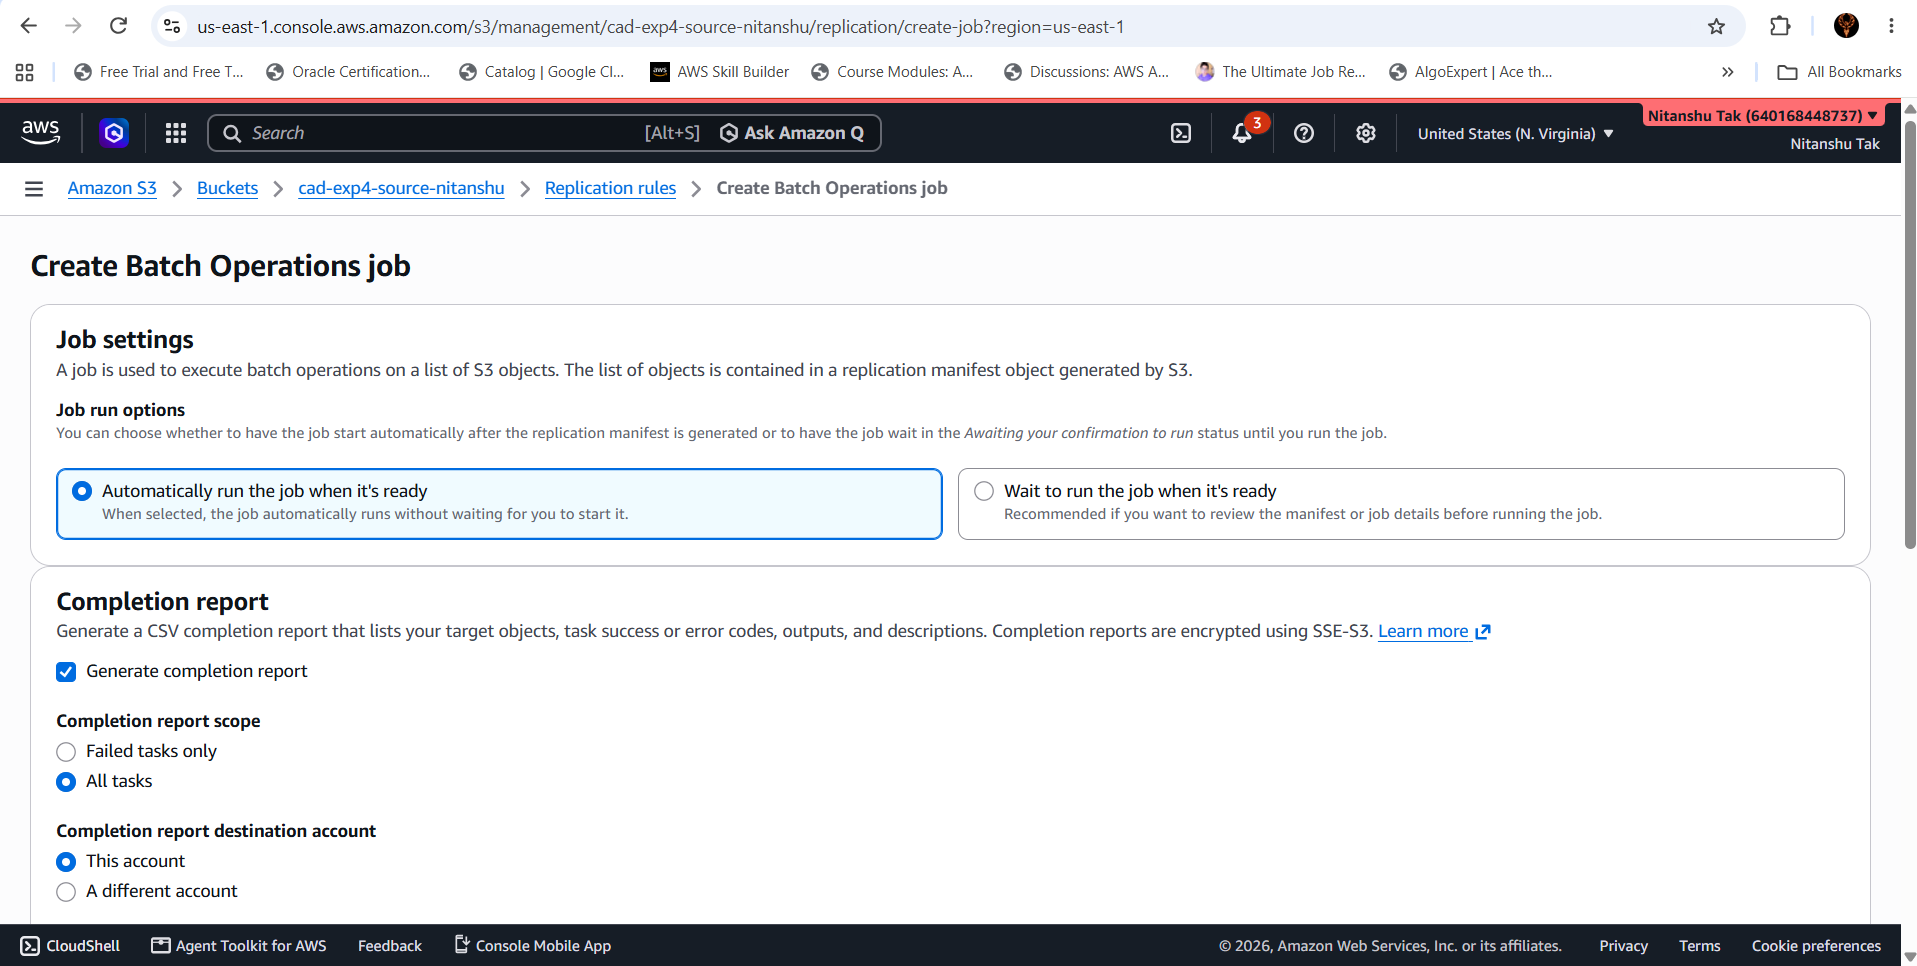 us-east-1.console.aws.amazon.com/s3/management/cad-exp4-source-nitanshu/replication/create-job?region=us-east-1
Free Trial and Free T... Oracle Certification... Catalog | Google Cl... aws AWS Skill Builder Course Modules: A... Discussions: AWS A... The Ultimate Job Re... AlgoExpert | Ace th... » All Bookmarks
aws Search [Alt+S] Ask Amazon Q 3 United States (N. Virginia) ▼ Nitanshu Tak (640168448737) ▼
Nitanshu Tak
Amazon S3 > Buckets > cad-exp4-source-nitanshu > Replication rules > Create Batch Operations job
Create Batch Operations job
Job settings
A job is used to execute batch operations on a list of S3 objects. The list of objects is contained in a replication manifest object generated by S3.
Job run options
You can choose whether to have the job start automatically after the replication manifest is generated or to have the job wait in the Awaiting your confirmation to run status until you run the job.
Automatically run the job when it's ready
When selected, the job automatically runs without waiting for you to start it.
Wait to run the job when it's ready
Recommended if you want to review the manifest or job details before running the job.
Completion report
Generate a CSV completion report that lists your target objects, task success or error codes, outputs, and descriptions. Completion reports are encrypted using SSE-S3. Learn more
Generate completion report
Completion report scope
Failed tasks only
All tasks
Completion report destination account
This account
A different account
CloudShell Agent Toolkit for AWS Feedback Console Mobile App © 2026, Amazon Web Services, Inc. or its affiliates. Privacy Terms Cookie preferences